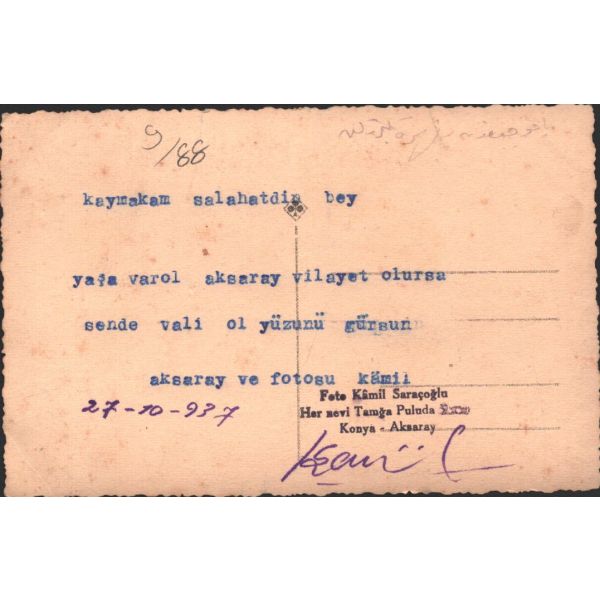 9/88
kaymakam salahatdin bey
yaşa varol aksaray vilayet olursa
sende vali ol yüzünü gürsun
aksaray ve fotosu kâmil
27-10-937
Foto Kâmil Saraçoğlu
Her nevi Tamğa Puluda
Konya - Aksaray